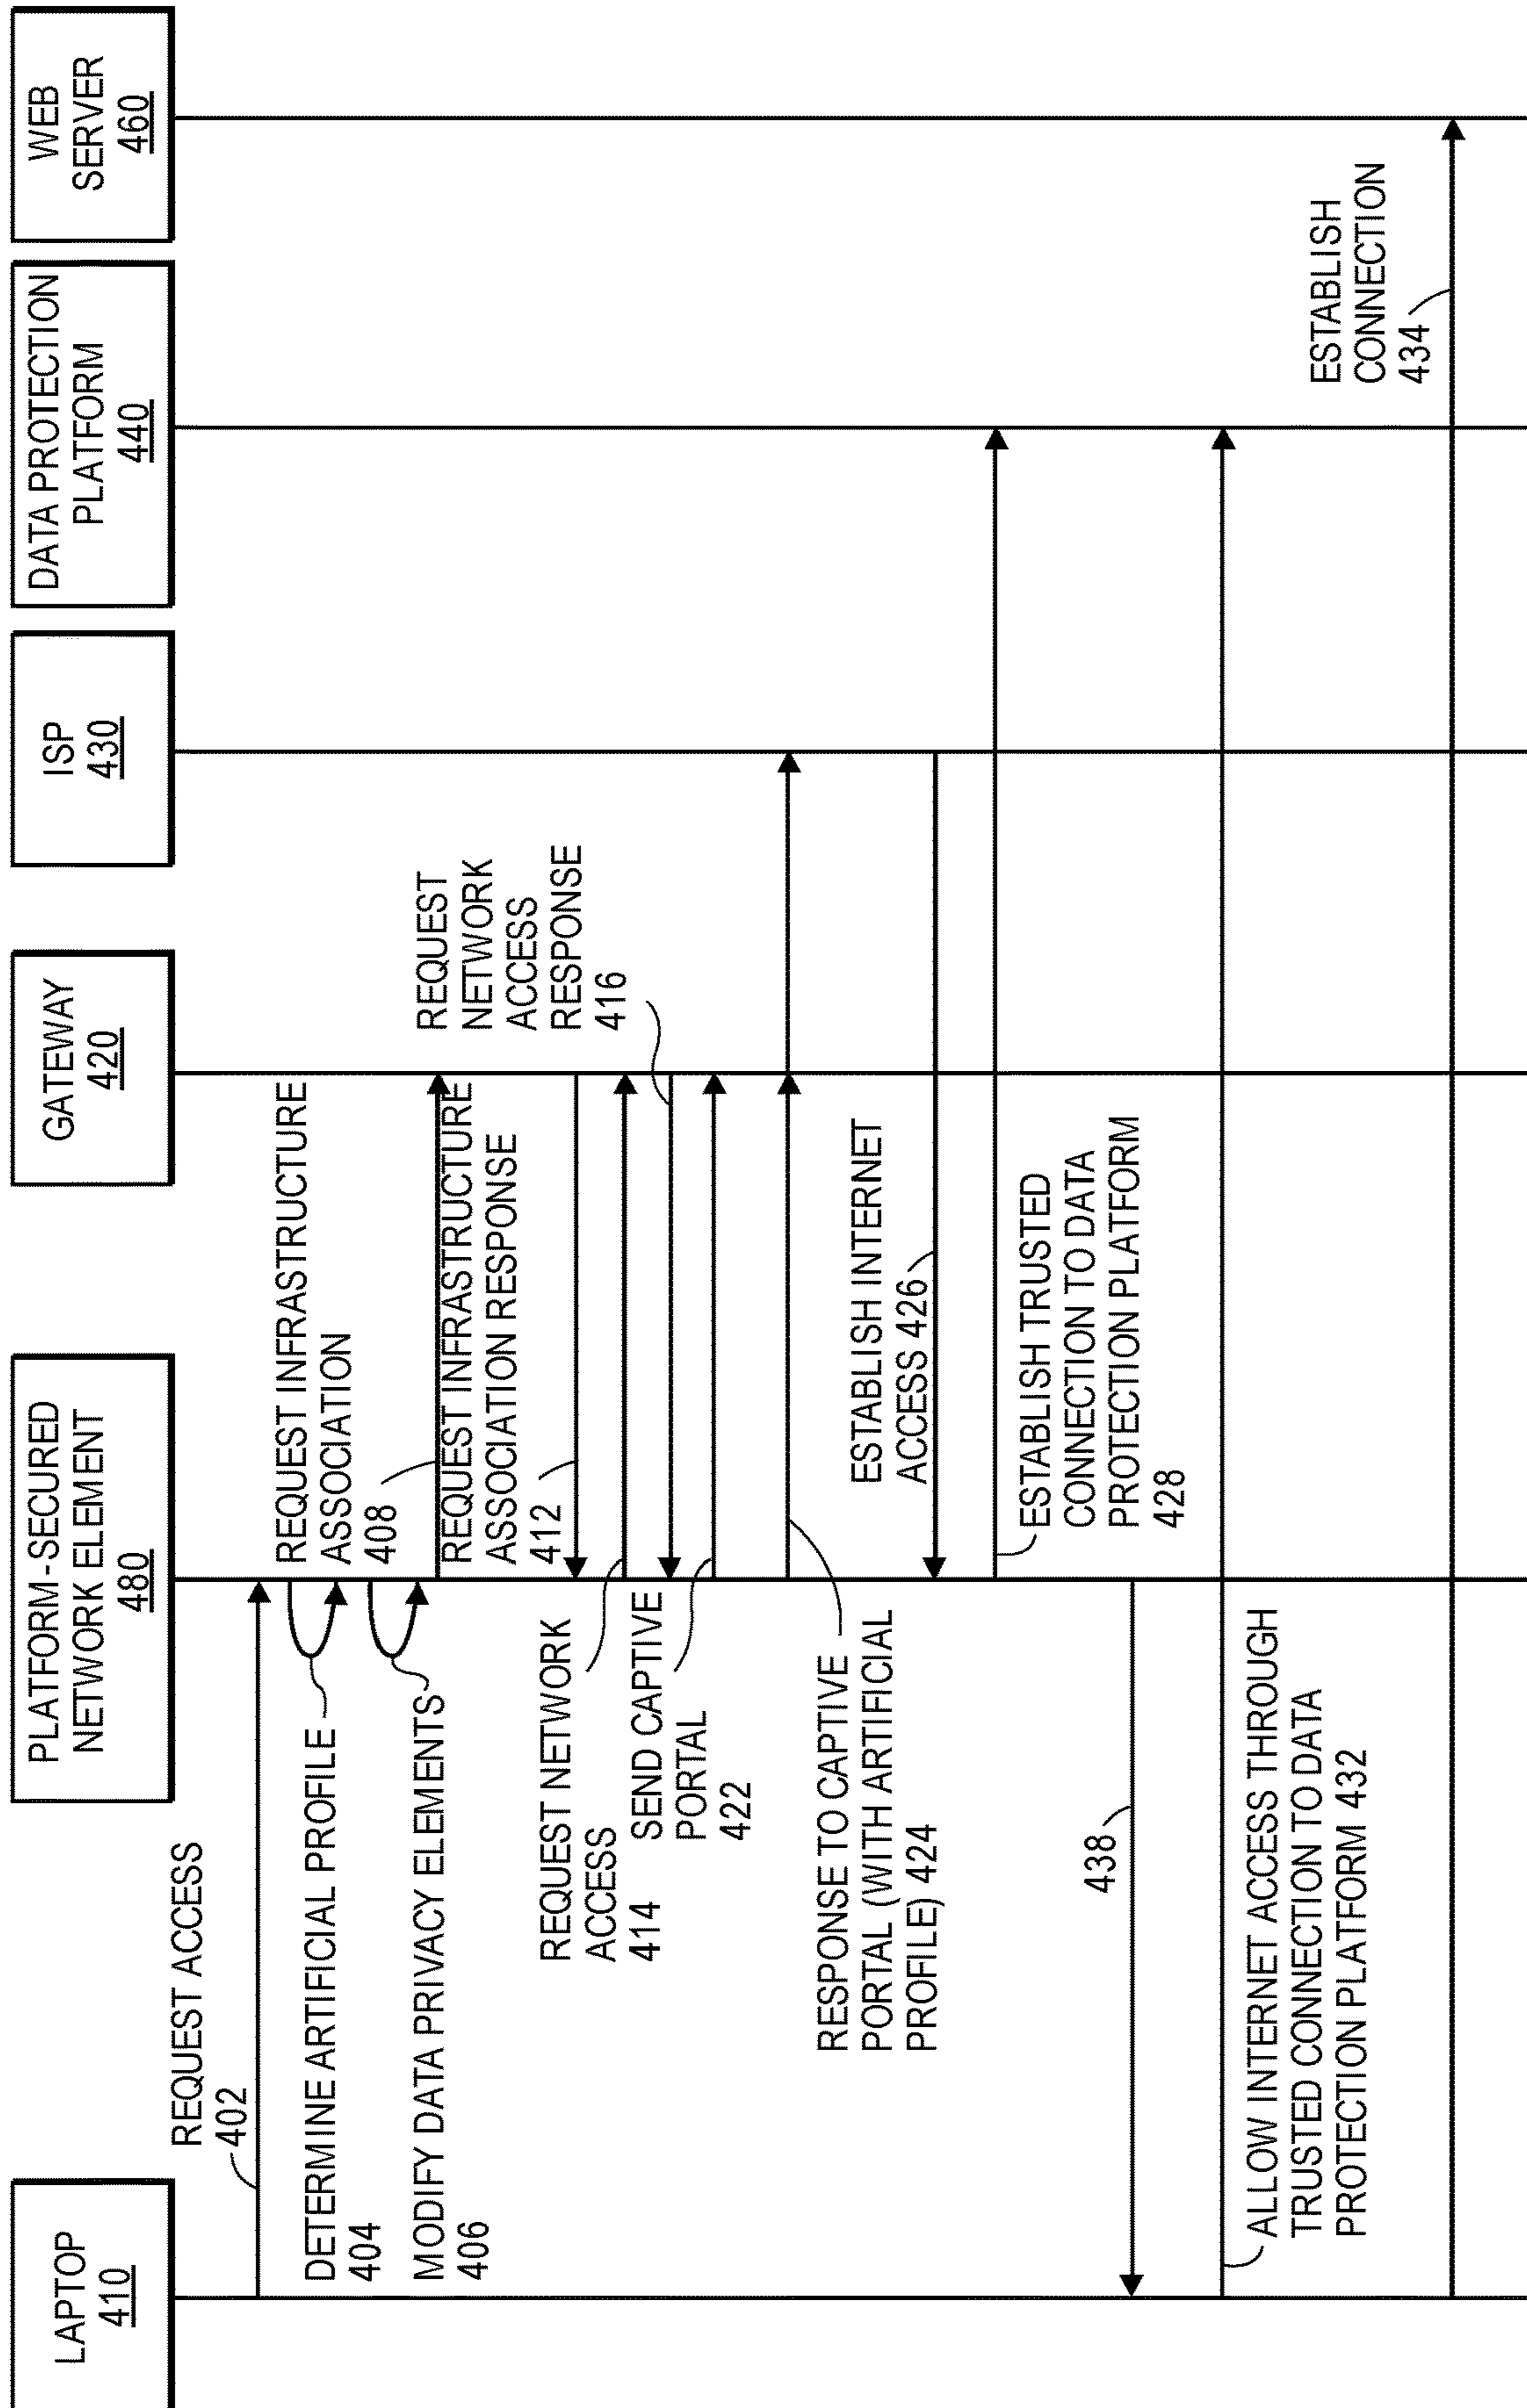 LAPTOP
410
PLATFORM-SECURED
NETWORK ELEMENT
480
GATEWAY
420
ISP
430
DATA PROTECTION
PLATFORM
440
WEB
SERVER
460
REQUEST ACCESS
402
DETERMINE ARTIFICIAL PROFILE
404
MODIFY DATA PRIVACY ELEMENTS
406
REQUEST INFRASTRUCTURE
ASSOCIATION
408
REQUEST INFRASTRUCTURE
ASSOCIATION RESPONSE
412
REQUEST NETWORK
ACCESS
414
REQUEST
NETWORK
ACCESS
RESPONSE
416
SEND CAPTIVE
PORTAL
422
RESPONSE TO CAPTIVE
PORTAL (WITH ARTIFICIAL
PROFILE) 424
ESTABLISH INTERNET
ACCESS 426
ESTABLISH TRUSTED
CONNECTION TO DATA
PROTECTION PLATFORM
428
438
ALLOW INTERNET ACCESS THROUGH
TRUSTED CONNECTION TO DATA
PROTECTION PLATFORM 432
ESTABLISH
CONNECTION
434